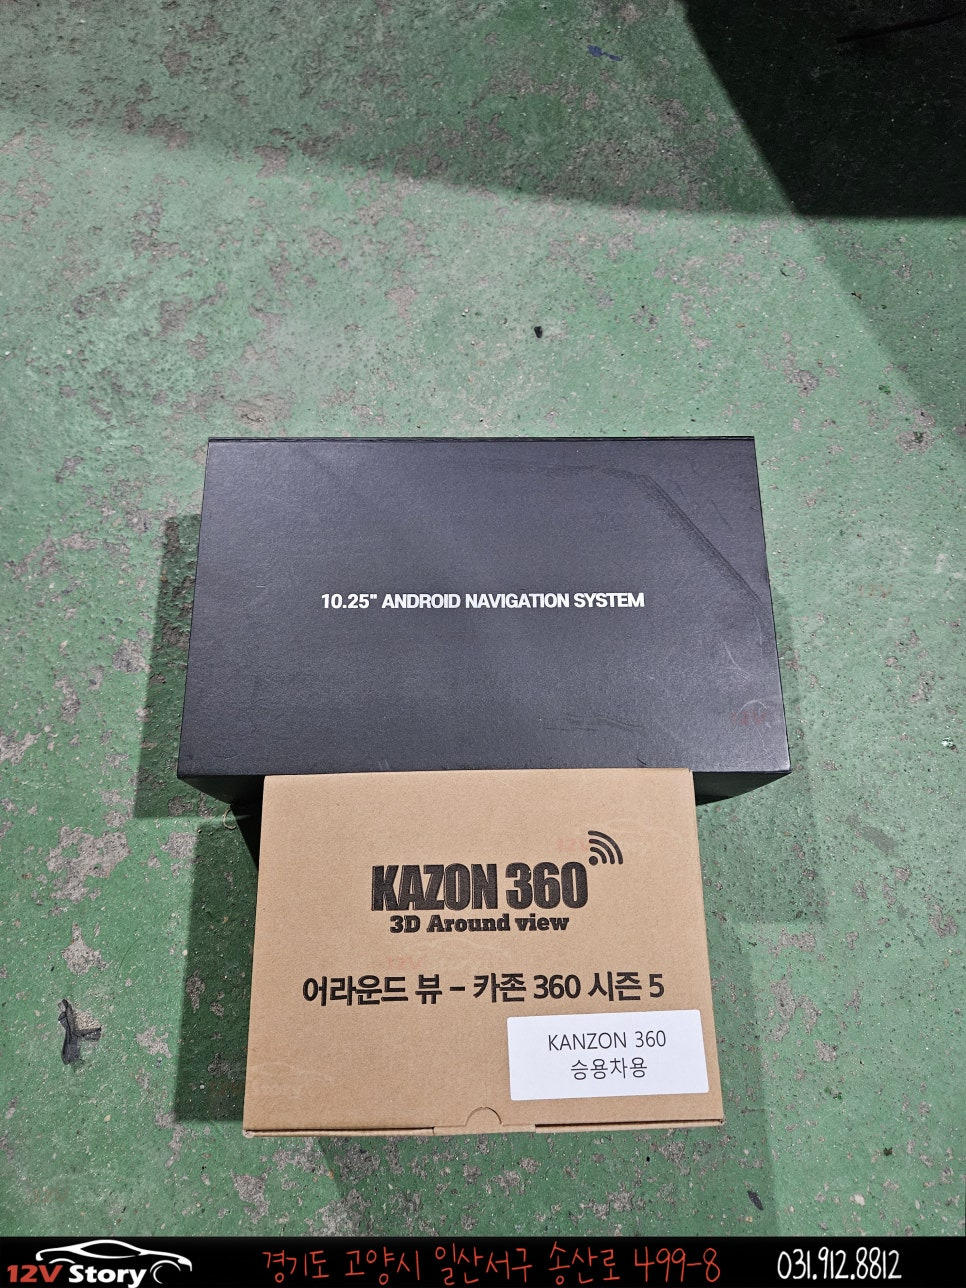 10.25" ANDROID NAVIGATION SYSTEM
KAZON 360
3D Around view
어라운드 뷰 - 카존 360 시즌 5
KANZON 360
승용차용
12V Story
경기도 고양시 일산서구 송산로 499-8
031.912.8812